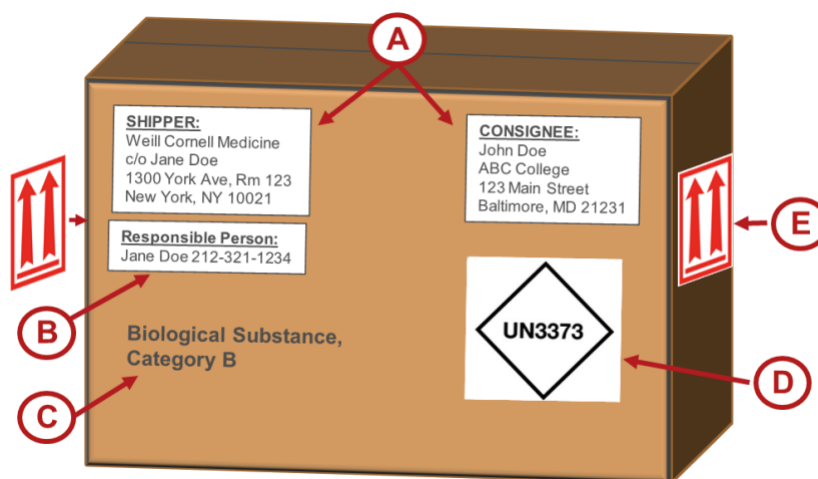 A
SHIPPER:
Weill Cornell Medicine
c/o Jane Doe
1300 York Ave, Rm 123
New York, NY 10021
CONSIGNEE:
John Doe
ABC College
123 Main Street
Baltimore, MD 21231
E
Responsible Person:
Jane Doe 212-321-1234
B
Biological Substance,
Category B
UN3373
D
C